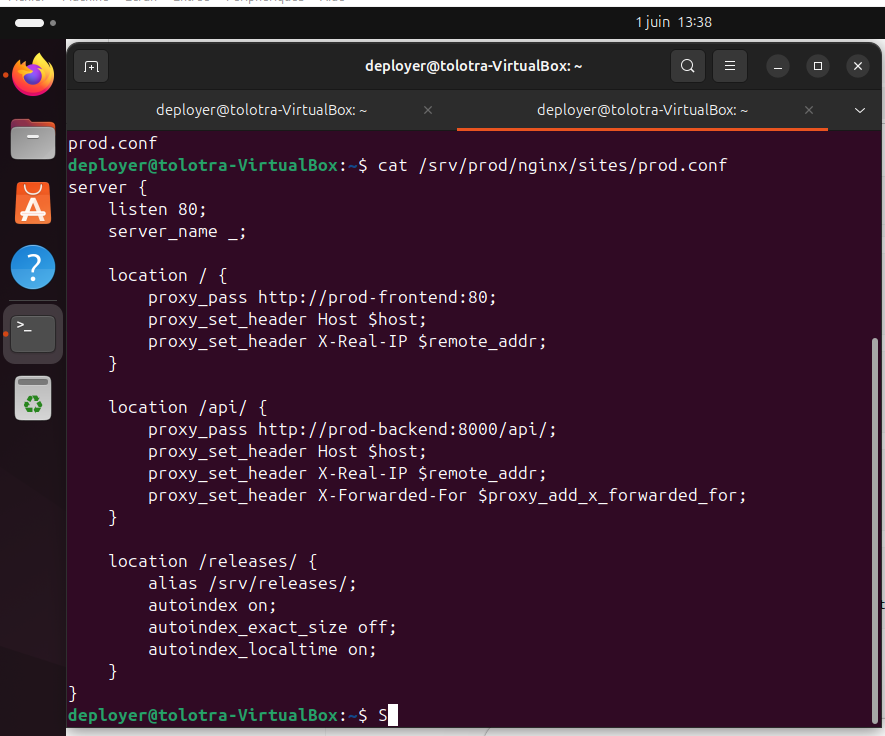 1 juin 13:38
deployer@tolotra-VirtualBox: ~
deployer@tolotra-VirtualBox: ~
deployer@tolotra-VirtualBox: ~
prod.conf
deployer@tolotra-VirtualBox:~$ cat /srv/prod/nginx/sites/prod.conf
server {
    listen 80;
    server_name _;

    location / {
        proxy_pass http://prod-frontend:80;
        proxy_set_header Host $host;
        proxy_set_header X-Real-IP $remote_addr;
    }

    location /api/ {
        proxy_pass http://prod-backend:8000/api/;
        proxy_set_header Host $host;
        proxy_set_header X-Real-IP $remote_addr;
        proxy_set_header X-Forwarded-For $proxy_add_x_forwarded_for;
    }

    location /releases/ {
        alias /srv/releases/;
        autoindex on;
        autoindex_exact_size off;
        autoindex_localtime on;
    }
}
deployer@tolotra-VirtualBox:~$ S